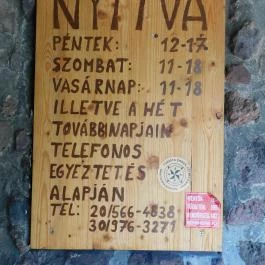 NYITVA
PÉNTEK: 12-17
SZOMBAT: 11-18
VASÁRNAP: 11-18
ILLETVE A HÉT
TOVÁBBI NAPJAIN
TELEFONOS
EGYEZTETÉS
ALAPJÁN
TEL: 20/566-4838
30/976-3271